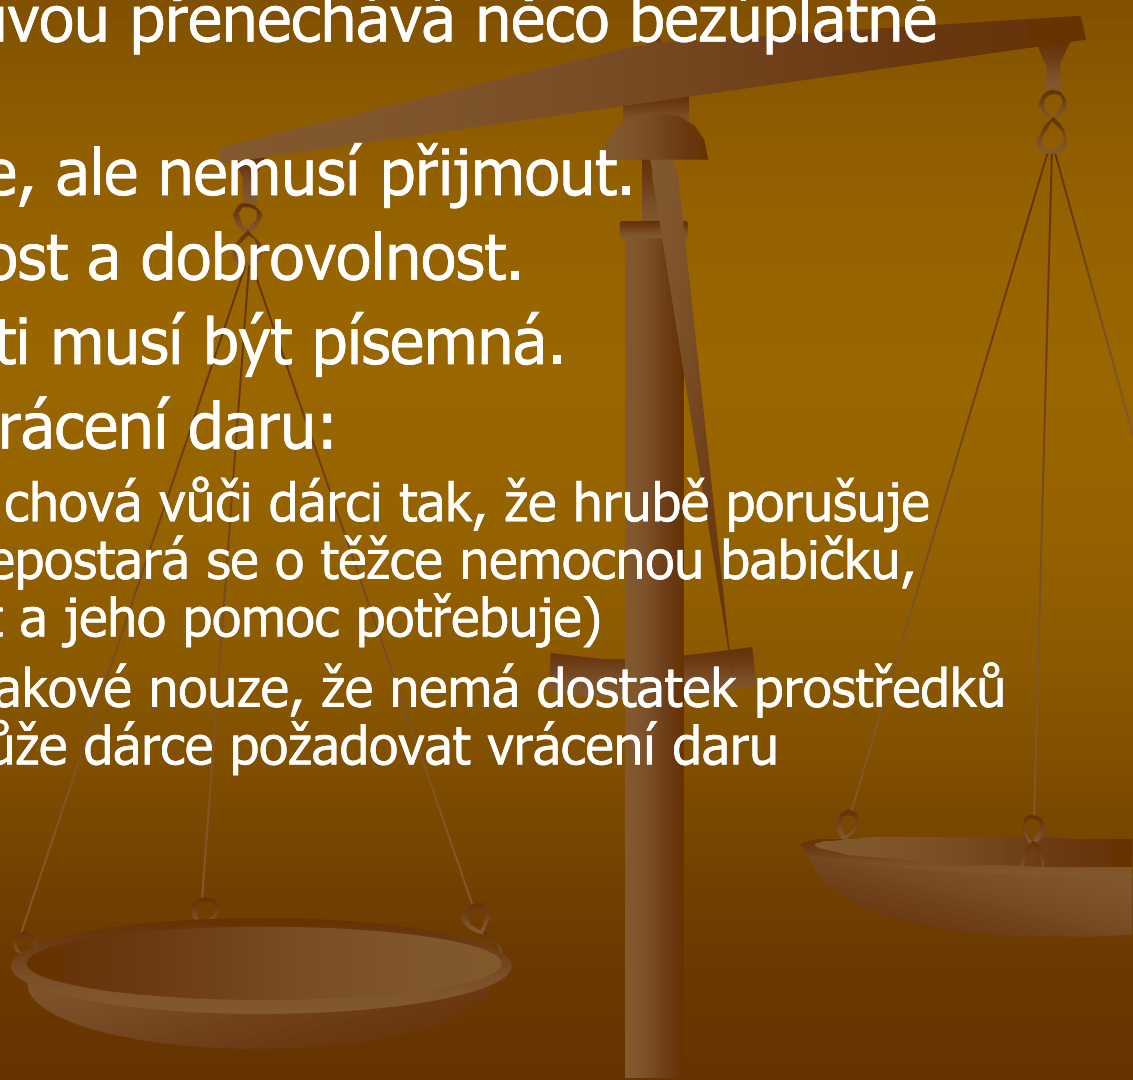 uvou přenechává něco bezúplatně
e, ale nemusí přijmout.
ost a dobrovolnost.
ti musí být písemná.
rácení daru:
chová vůči dárci tak, že hrubě porušuje
epostará se o těžce nemocnou babičku,
t a jeho pomoc potřebuje)
akové nouze, že nemá dostatek prostředků
ůže dárce požadovat vrácení daru